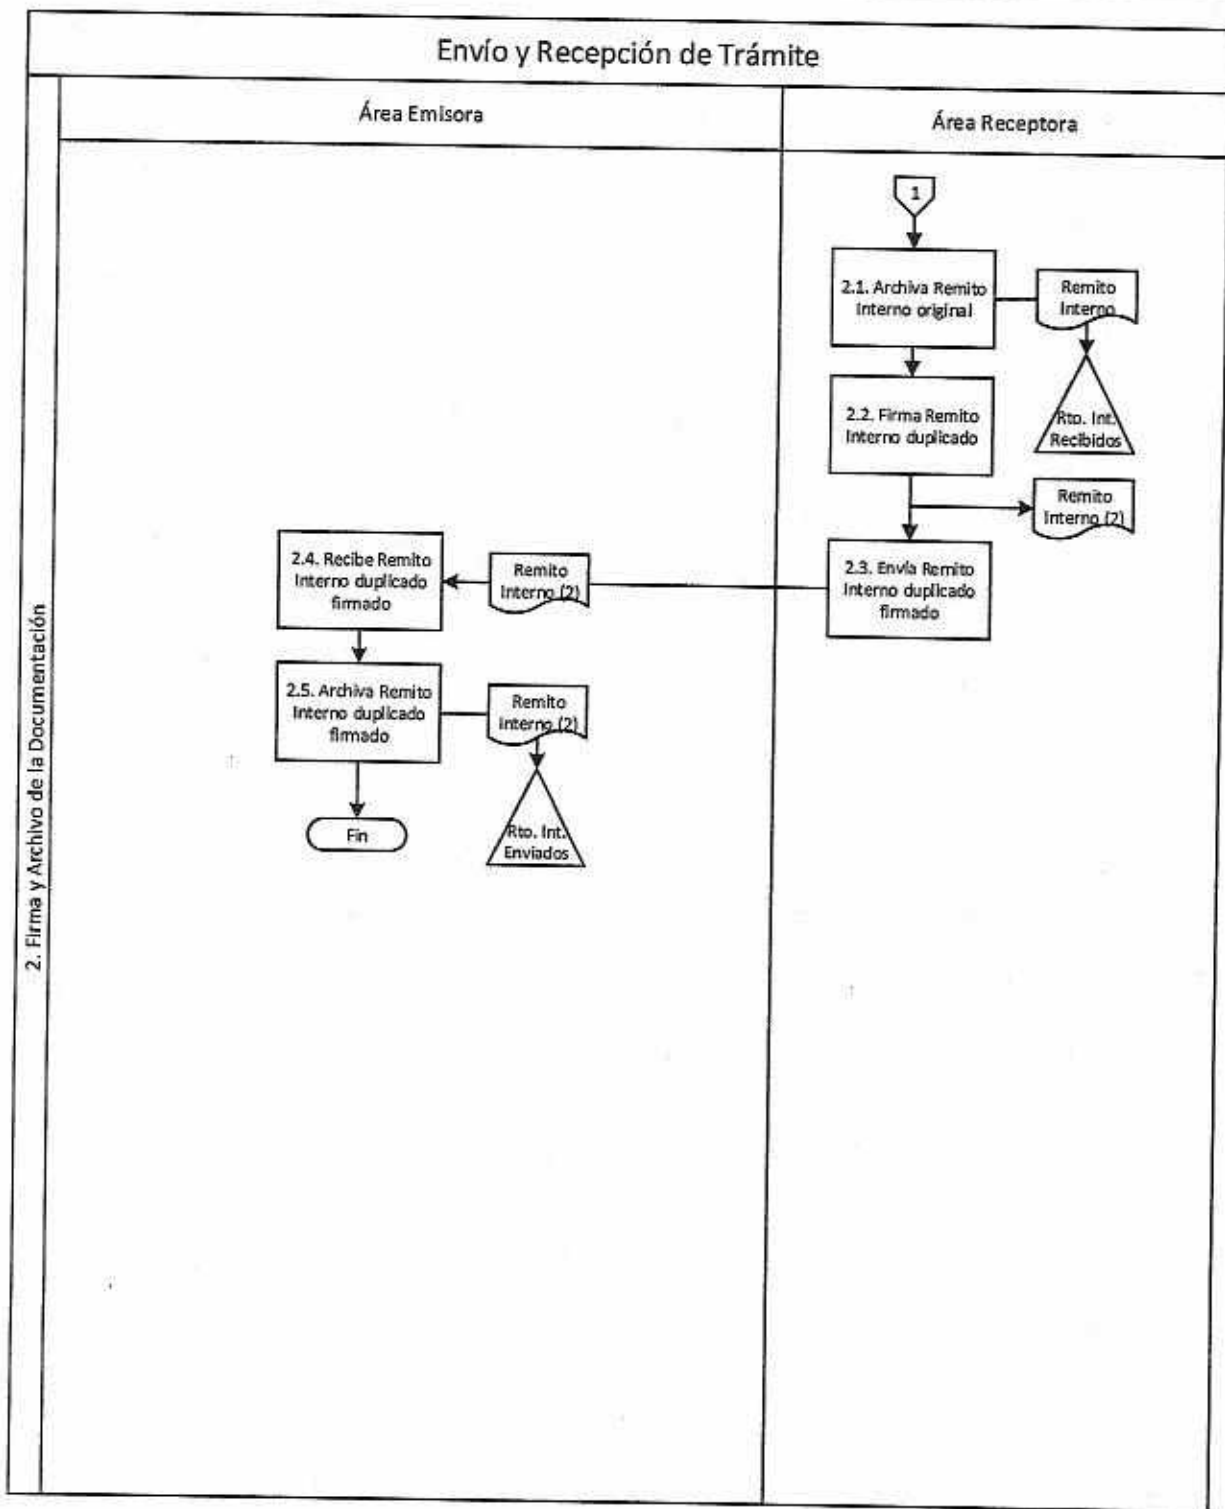 Envío y Recepción de Trámite
Área Emisora
Área Receptora
2. Firma y Archivo de la Documentación
1
2.1. Archiva Remito
Interno original
Remito
Interno
Rto. Int.
Recibidos
2.2. Firma Remito
Interno duplicado
Remito
Interno (2)
2.3. Envía Remito
Interno duplicado
firmado
Remito
Interno (2)
2.4. Recibe Remito
Interno duplicado
firmado
2.5. Archiva Remito
Interno duplicado
firmado
Remito
Interno (2)
Rto. Int.
Enviados
Fin